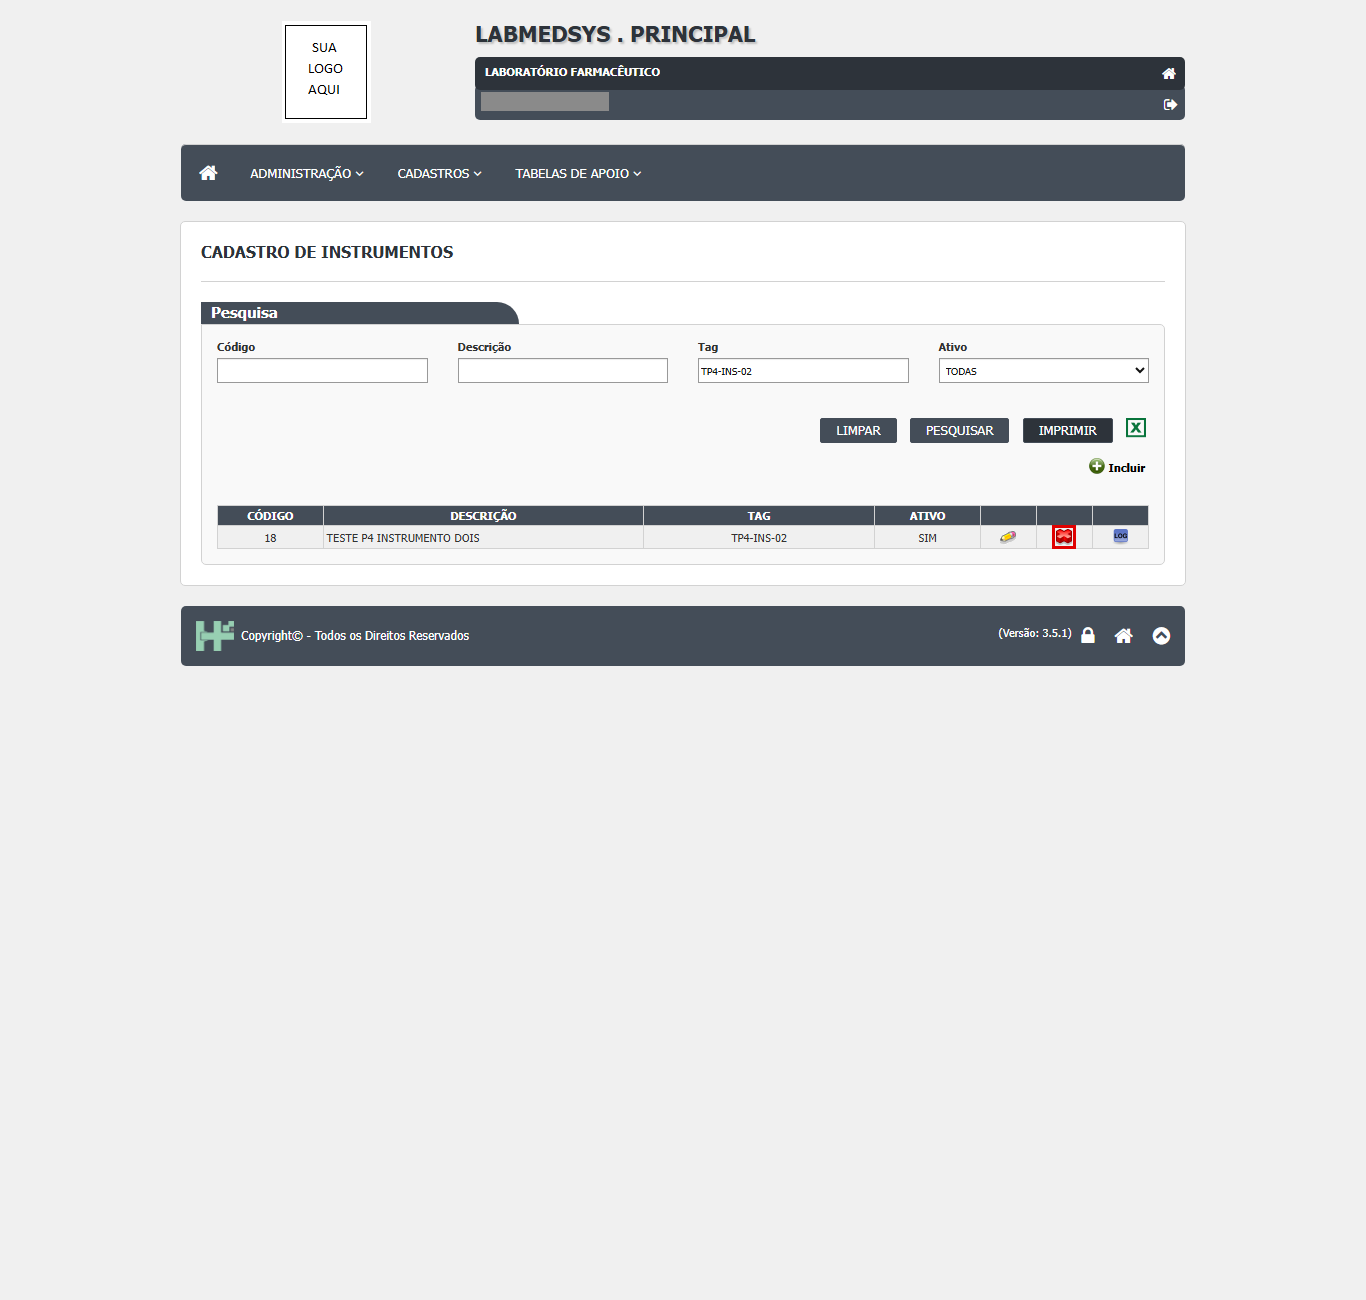 SUA
LOGO
AQUI
LABMEDSYS . PRINCIPAL
LABORATÓRIO FARMACÊUTICO
ADMINISTRAÇÃO CADASTROS TABELAS DE APOIO
CADASTRO DE INSTRUMENTOS
Pesquisa
Código Descrição Tag Ativo
TP4-INS-02 TODAS
LIMPAR PESQUISAR IMPRIMIR X
Incluir
CÓDIGO DESCRIÇÃO TAG ATIVO
18 TESTE P4 INSTRUMENTO DOIS TP4-INS-02 SIM LOG
Copyright© - Todos os Direitos Reservados (Versão: 3.5.1)